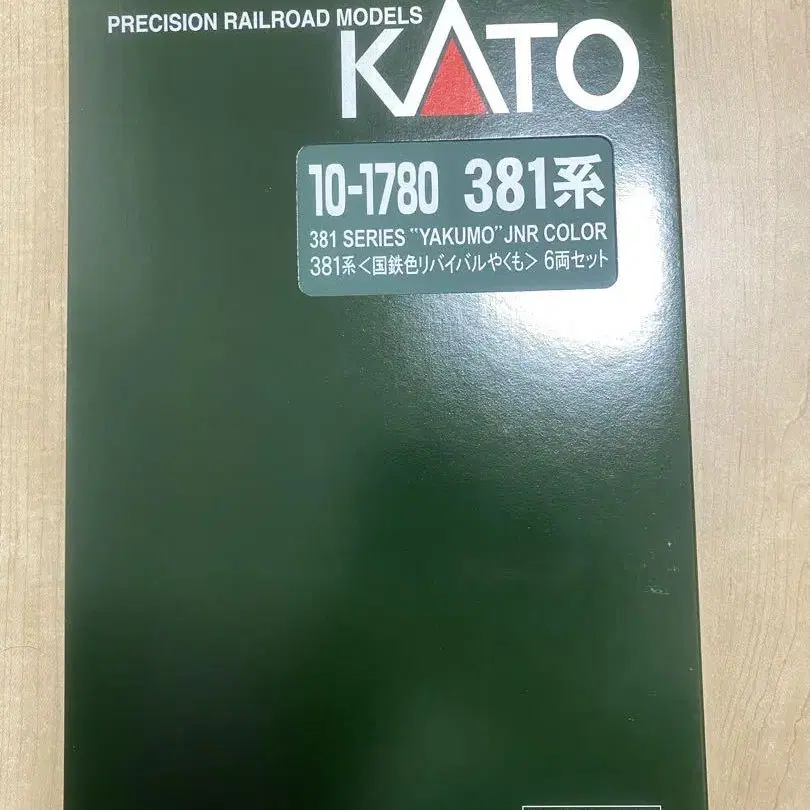 PRECISION RAILROAD MODELS
KATO
10-1780 381系
381 SERIES "YAKUMO" JNR COLOR
381系<国鉄色リバイバルやくも> 6両セット